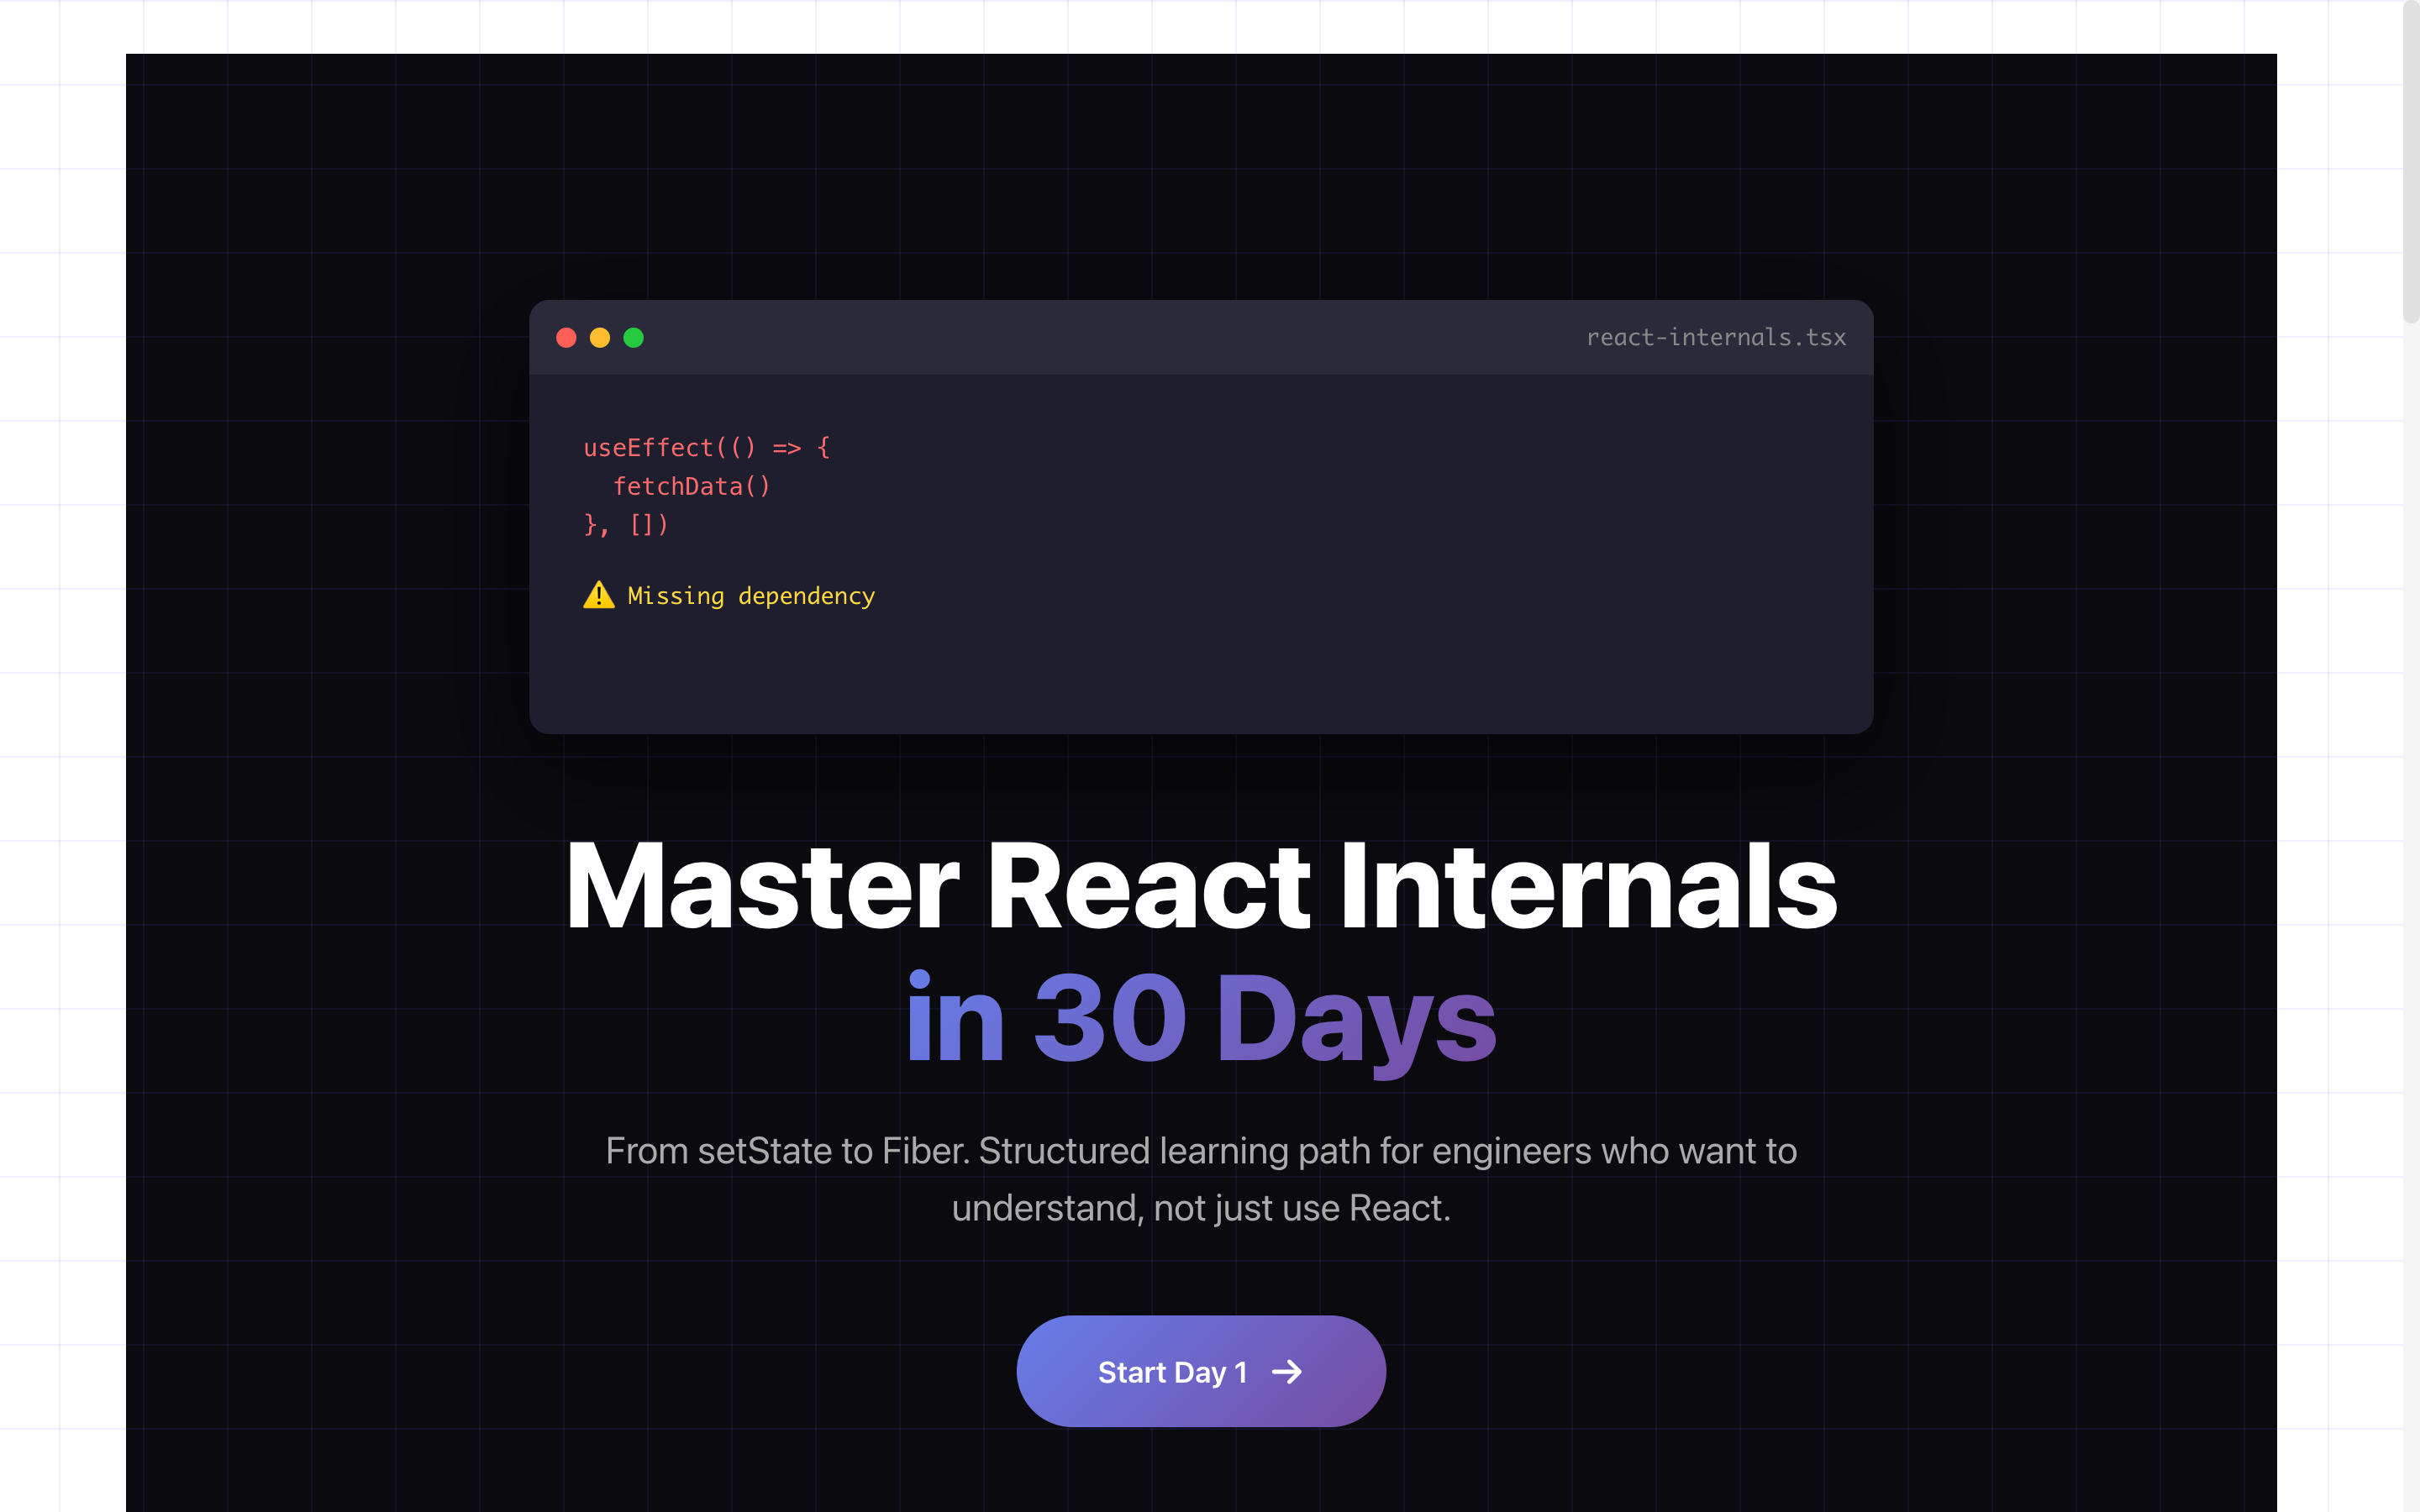 react-internals.tsx
useEffect(() => {
  fetchData()
}, [])
⚠️ Missing dependency
Master React Internals
in 30 Days
From setState to Fiber. Structured learning path for engineers who want to
understand, not just use React.
Start Day 1 →